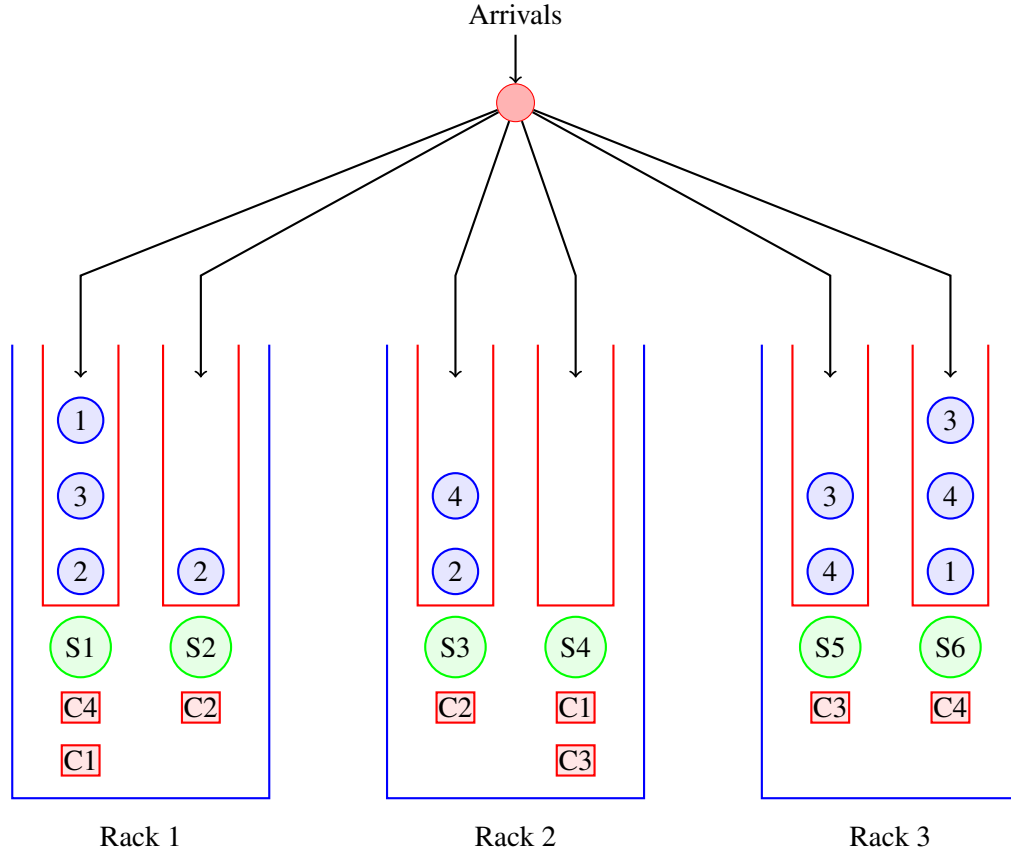 Arrivals
1 3
3 4 3 4
2 2 2 4 1
S1 S2 S3 S4 S5 S6
C4 C2 C2 C1 C3 C4
C1 C3
Rack 1 Rack 2 Rack 3